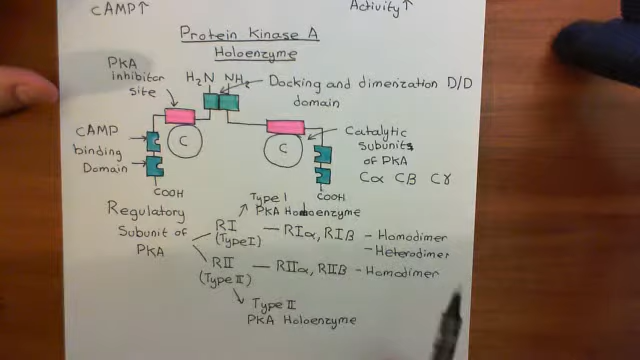 cAMP↑
Activity↑
Protein Kinase A
Holoenzyme
PKA
Inhibitor
site
H₂N NH₂
Docking and dimerization D/D
domain
cAMP
binding
Domain
C
C
Catalytic
Subunits
of PKA
Cα Cβ Cγ
COOH
COOH
Regulatory
Subunit of
PKA
Type I
PKA Holoenzyme
RI
(Type I)
RIα, RIβ - Homodimer
- Heterodimer
RII
(Type II)
RIIα, RIIβ - Homodimer
Type II
PKA Holoenzyme